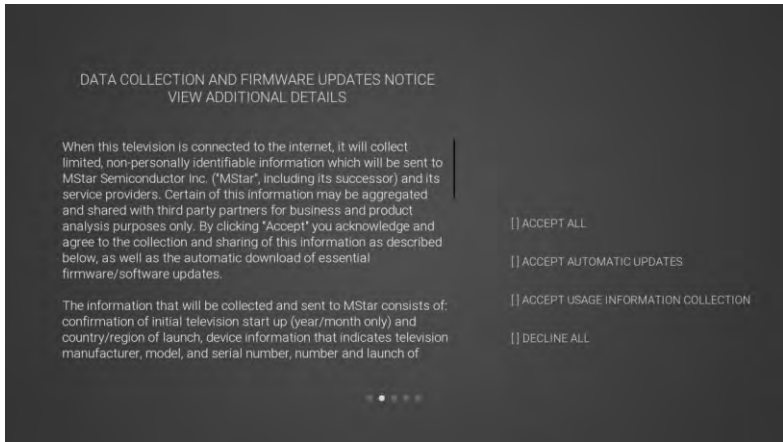 DATA COLLECTION AND FIRMWARE UPDATES NOTICE
VIEW ADDITIONAL DETAILS
When this television is connected to the internet, it will collect
limited, non-personally identifiable information which will be sent to
MStar Semiconductor Inc. ("MStar", including its successor) and its
service providers. Certain of this information may be aggregated
and shared with third party partners for business and product
analysis purposes only. By clicking "Accept" you acknowledge and
agree to the collection and sharing of this information as described
below, as well as the automatic download of essential
firmware/software updates.
The information that will be collected and sent to MStar consists of:
confirmation of initial television start up (year/month only) and
country/region of launch, device information that indicates television
manufacturer, model, and serial number, number and launch of
[ ] ACCEPT ALL
[ ] ACCEPT AUTOMATIC UPDATES
[ ] ACCEPT USAGE INFORMATION COLLECTION
[ ] DECLINE ALL